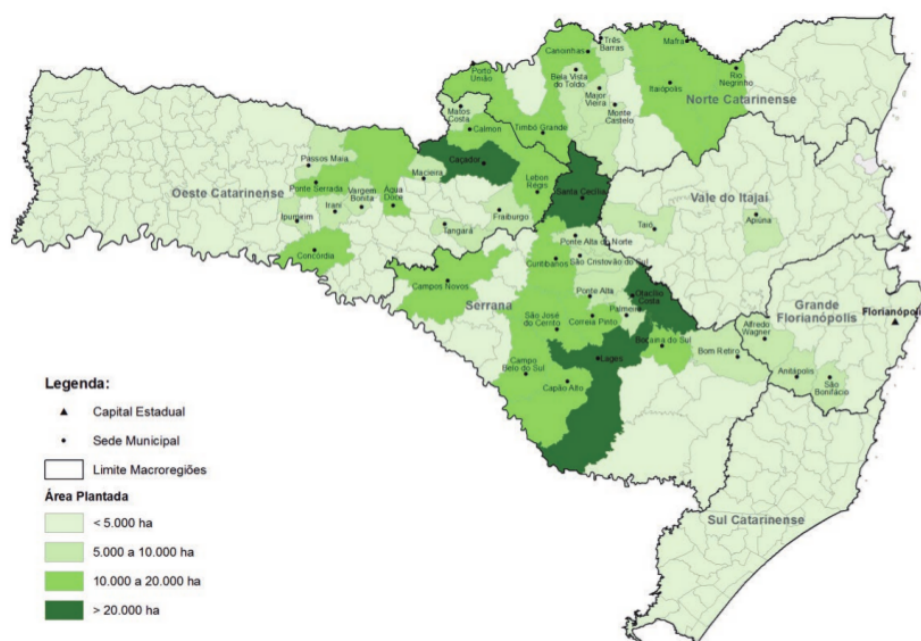 Três
Barras
Mafra
Canoinhas
Porto
União
Bela Vista
do Toldo
Itaiópolis
Rio
Negrinho
Major
Vieira
Norte Catarinense
Matos
Costa
Monte
Castelo
Calmon
Timbó Grande
Passos Maia
Caçador
Macieira
Lebon
Régis
Santa Cecília
Oeste Catarinense
Ponte Serrada
Vargem
Bonita
Água
Doce
Vale do Itajaí
Ipumirim
Irani
Fraiburgo
Taió
Apiúna
Tangará
Ponte Alta do Norte
Concórdia
Curitibanos
São Cristovão do Sul
Campos Novos
Ponte Alta
Otacílio
Costa
Serrana
Grande
Florianópolis
Florianópolis
São José
do Cerrito
Correia Pinto
Palmeira
Alfredo
Wagner
Bocaina do Sul
Bom Retiro
Lages
Campo
Belo do Sul
Capão Alto
Anitápolis
São
Bonifácio
Sul Catarinense
Legenda:
Capital Estadual
Sede Municipal
Limite Macroregiões
Área Plantada
< 5.000 ha
5.000 a 10.000 ha
10.000 a 20.000 ha
> 20.000 ha